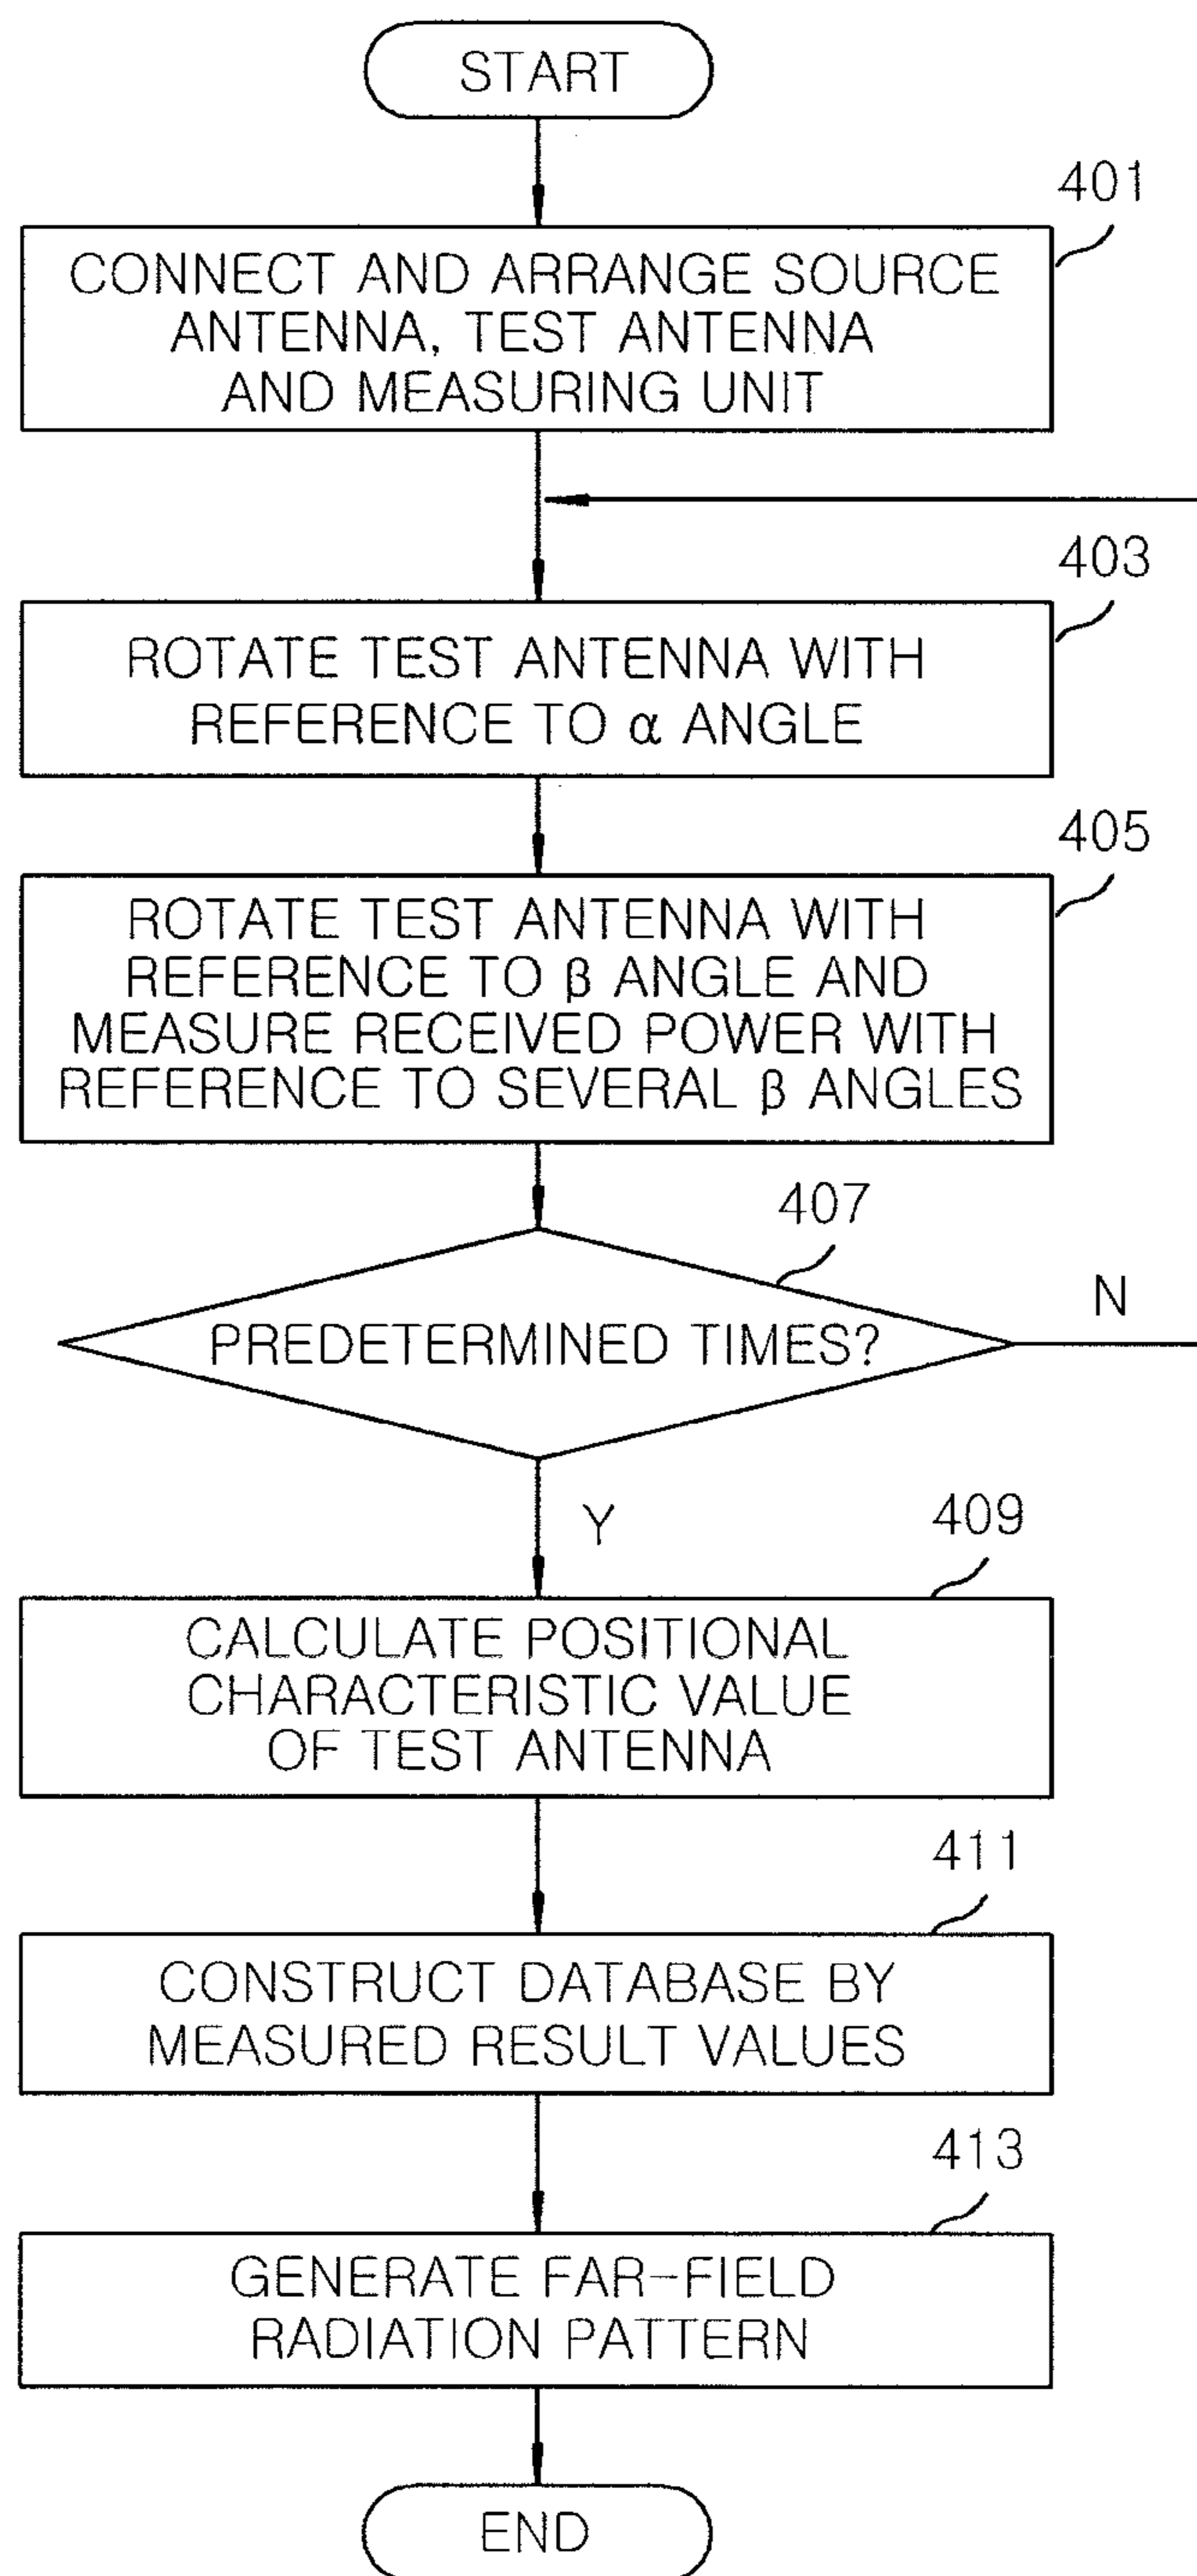 START
401
CONNECT AND ARRANGE SOURCE
ANTENNA, TEST ANTENNA
AND MEASURING UNIT
403
ROTATE TEST ANTENNA WITH
REFERENCE TO α ANGLE
405
ROTATE TEST ANTENNA WITH
REFERENCE TO β ANGLE AND
MEASURE RECEIVED POWER WITH
REFERENCE TO SEVERAL β ANGLES
407
PREDETERMINED TIMES?
N
Y
409
CALCULATE POSITIONAL
CHARACTERISTIC VALUE
OF TEST ANTENNA
411
CONSTRUCT DATABASE BY
MEASURED RESULT VALUES
413
GENERATE FAR-FIELD
RADIATION PATTERN
END